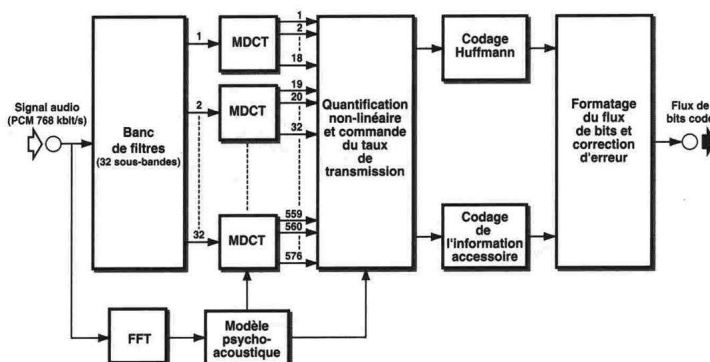 Signal audio
(PCM 768 kbit/s)
Banc
de filtres
(32 sous-bandes)
1
2
32
MDCT
MDCT
MDCT
1
2
18
19
20
32
559
560
576
Quantification
non-linéaire
et commande
du taux
de
transmission
Codage
Huffmann
Codage
de
l'information
accessoire
Formatage
du flux
de bits et
correction
d'erreur
Flux de
bits codé
FFT
Modèle
psycho-
acoustique